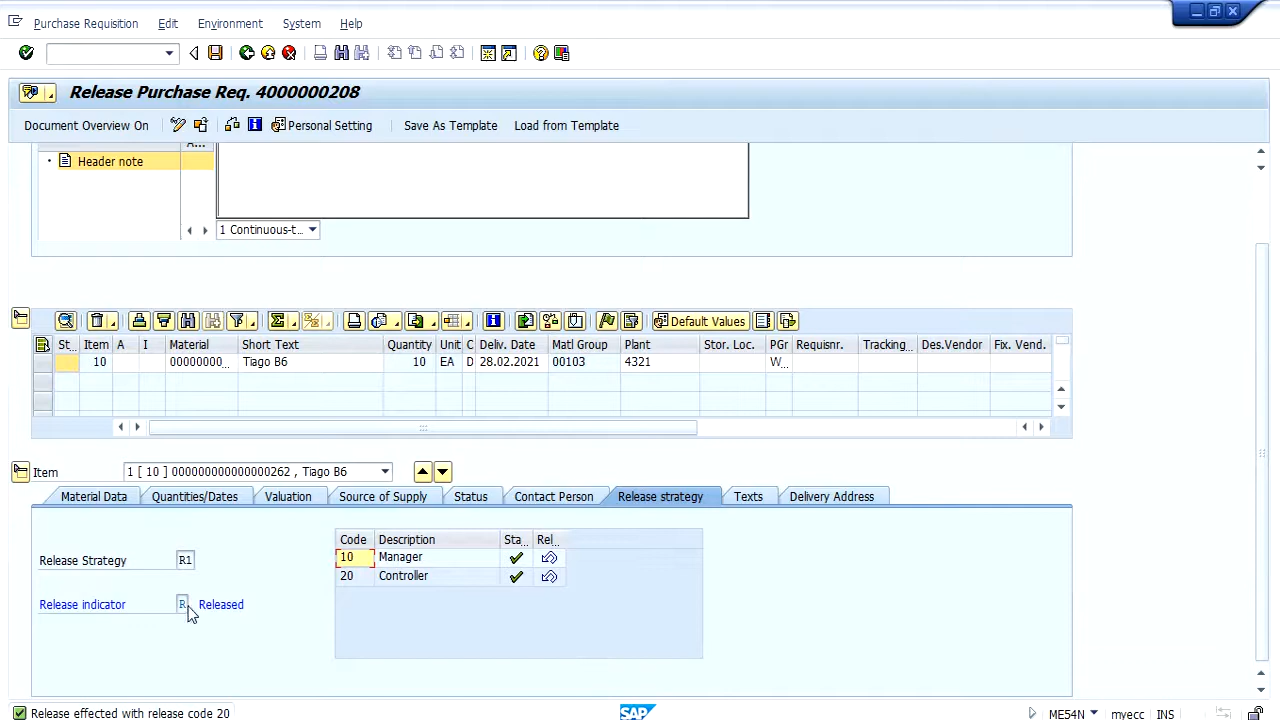 Purchase Requisition Edit Environment System Help
Release Purchase Req. 4000000208
Document Overview On Personal Setting Save As Template Load from Template
A...
Header note
1 Continuous-t...
Default Values
St... Item A I Material Short Text Quantity Unit C Deliv. Date Matl Group Plant Stor. Loc. PGr Requisnr. Tracking... Des.Vendor Fix. Vend.
10 00000000... Tiago B6 10 EA D 28.02.2021 00103 4321 W...
Item 1 [ 10 ] 000000000000000262 , Tiago B6
Material Data Quantities/Dates Valuation Source of Supply Status Contact Person Release strategy Texts Delivery Address
Code Description Sta... Rel...
10 Manager
Release Strategy R1
20 Controller
Release indicator R Released
Release effected with release code 20
SAP
ME54N myecc INS